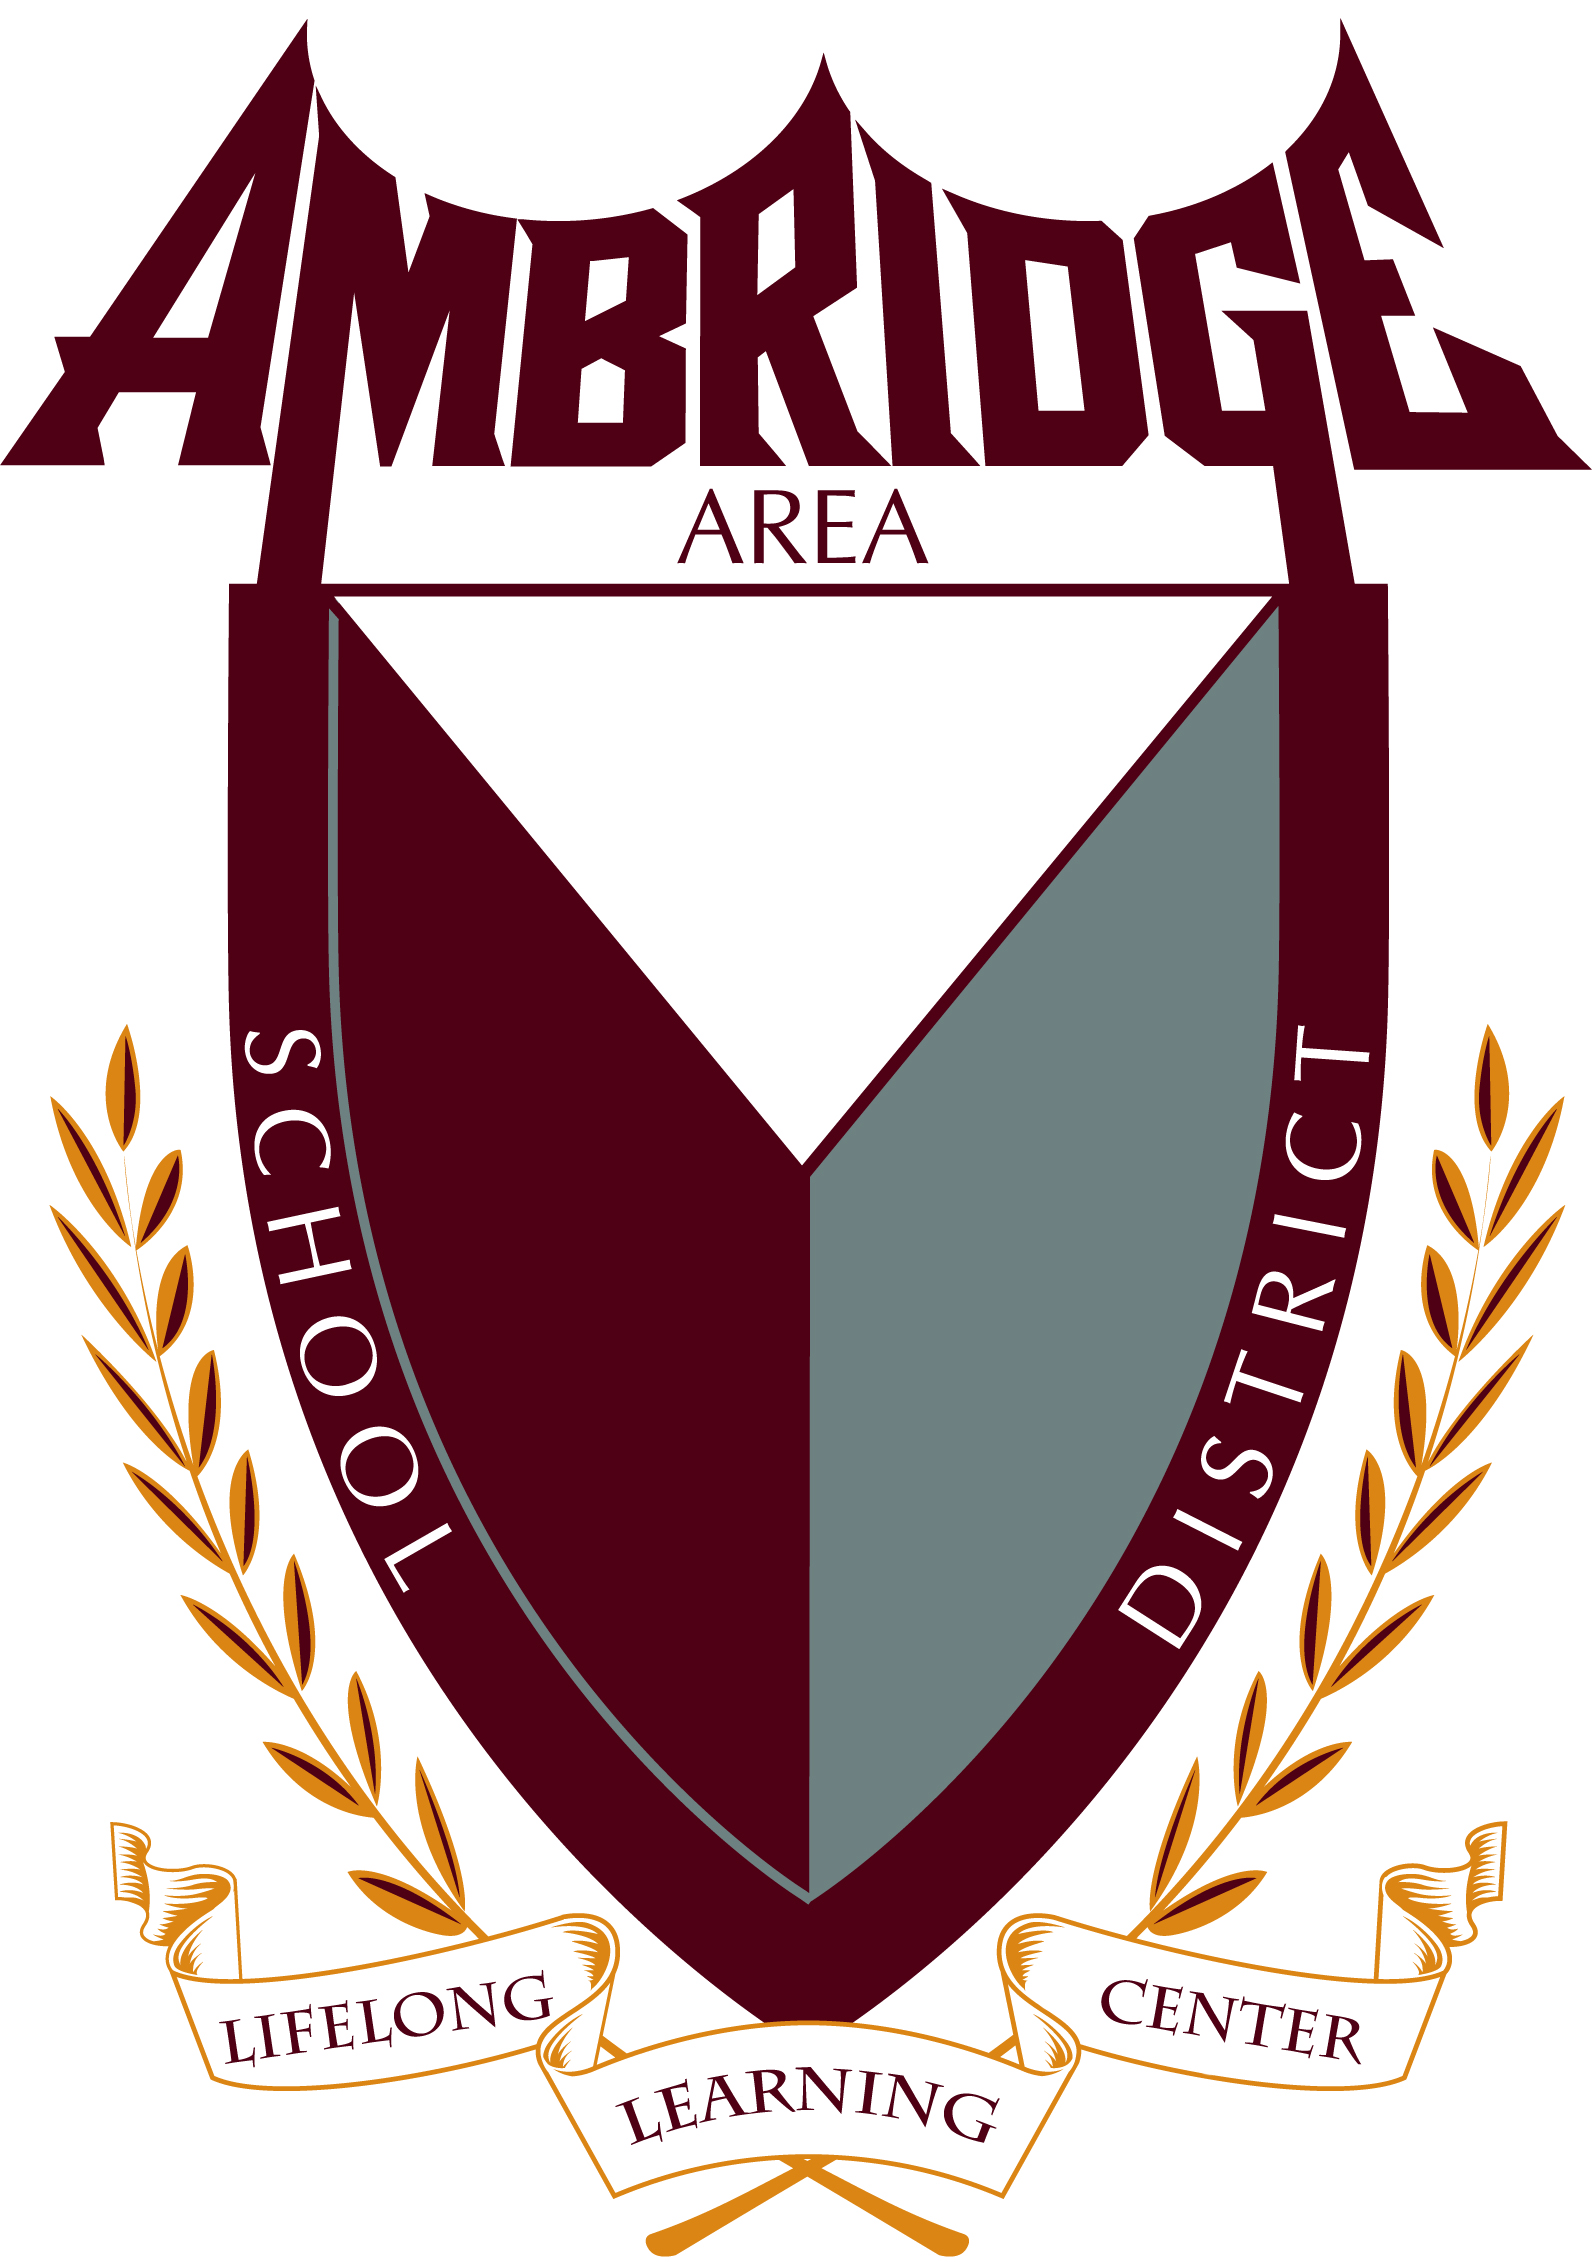 AMBRIDGE
AREA
SCHOOL
DISTRICT
LIFELONG
LEARNING
CENTER